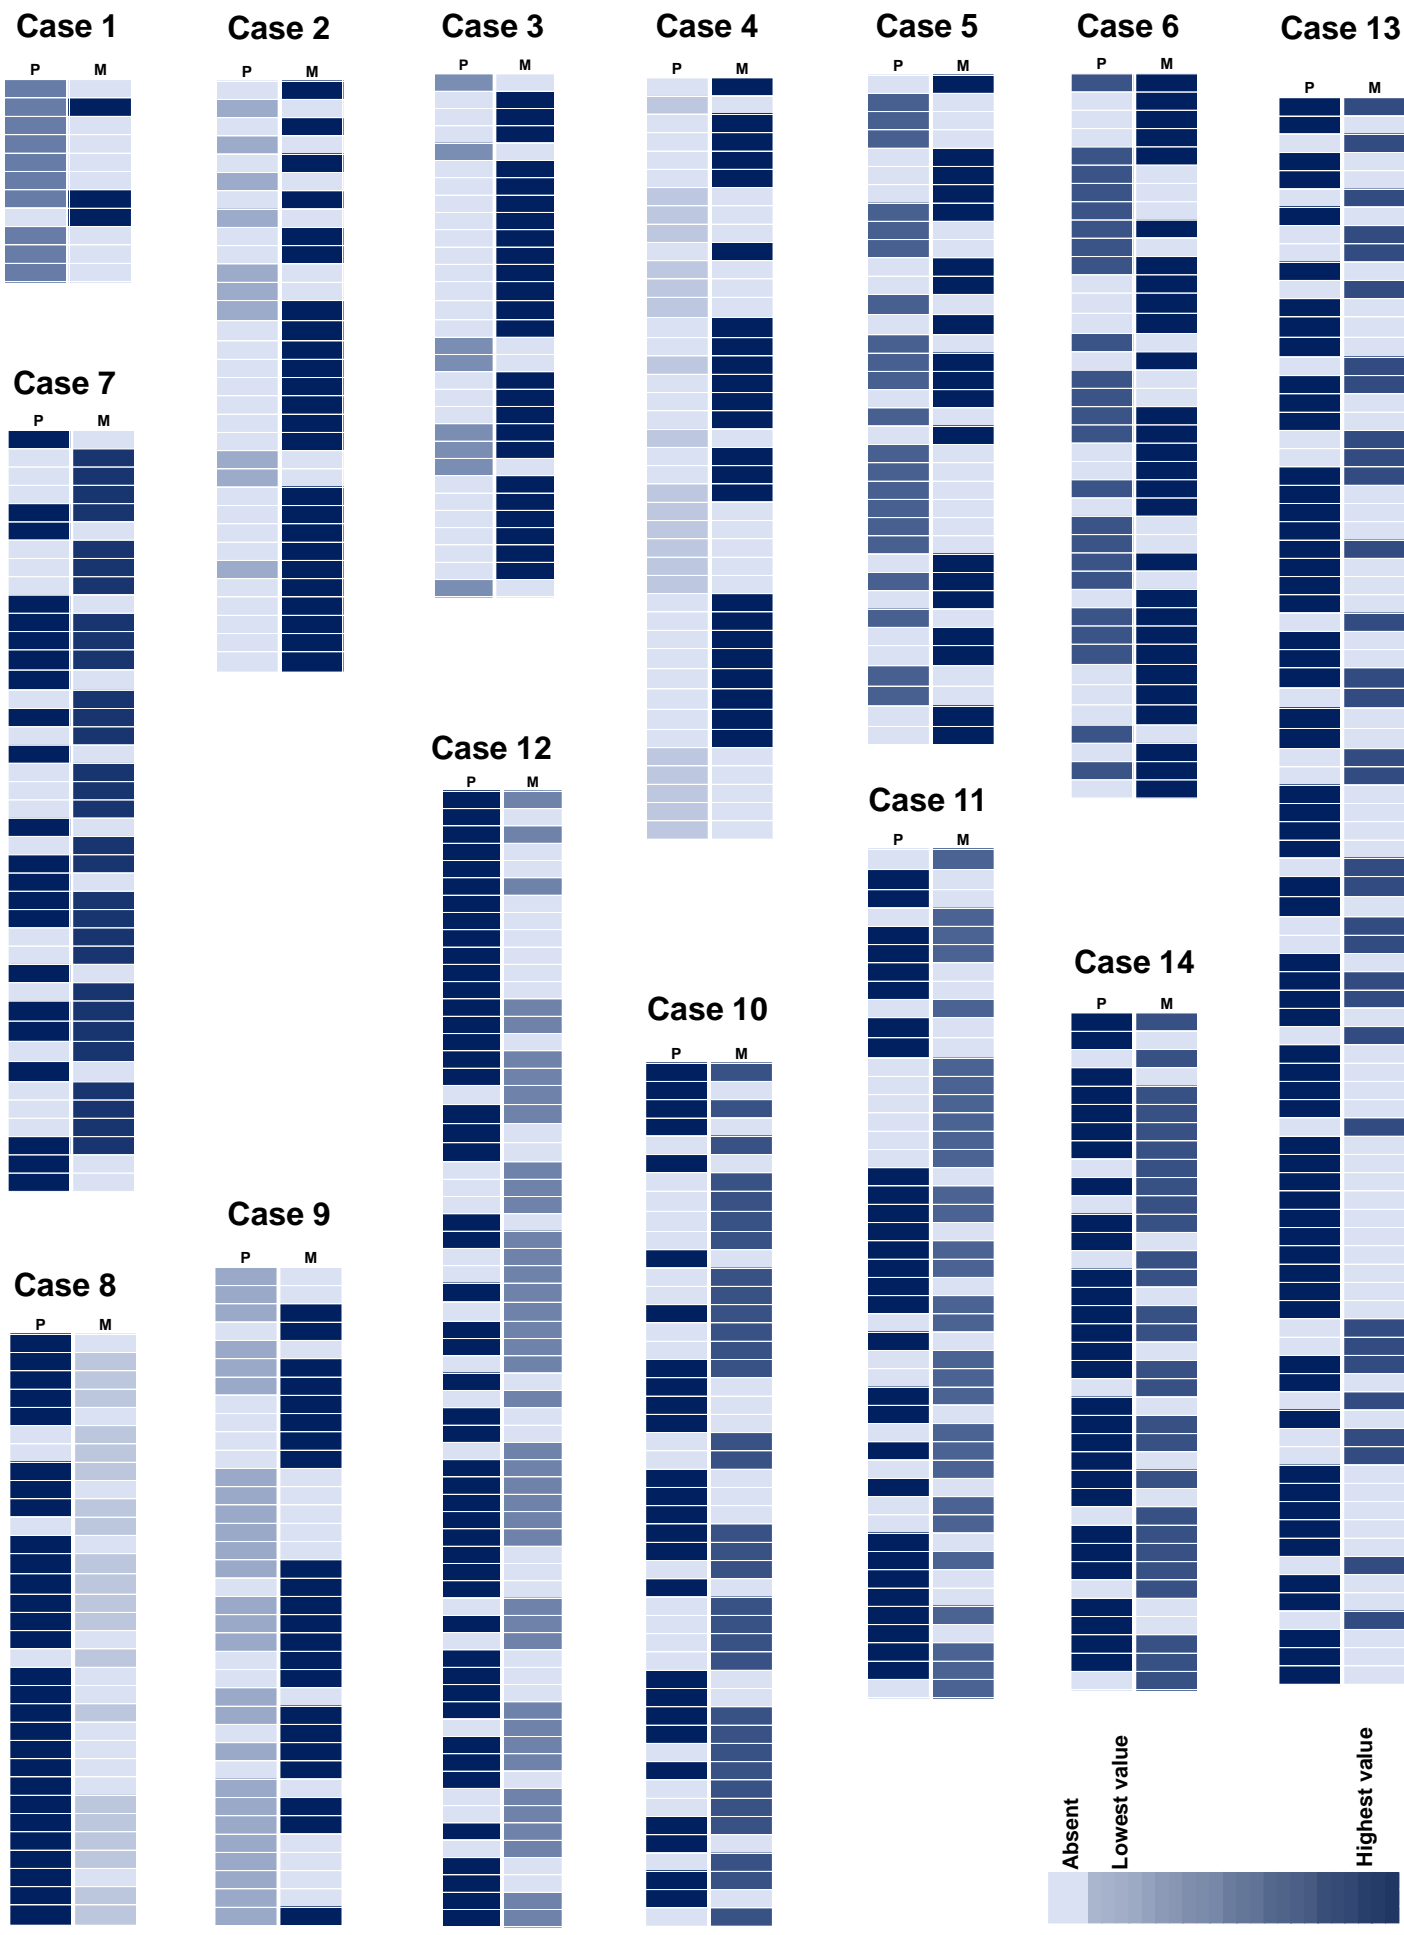 Case 1
P M
Case 2
P M
Case 3
P M
Case 4
P M
Case 5
P M
Case 6
P M
Case 13
P M
Case 7
P M
Case 12
P M
Case 11
P M
Case 14
P M
Case 10
P M
Case 9
P M
Case 8
P M
Absent
Lowest value
Highest value